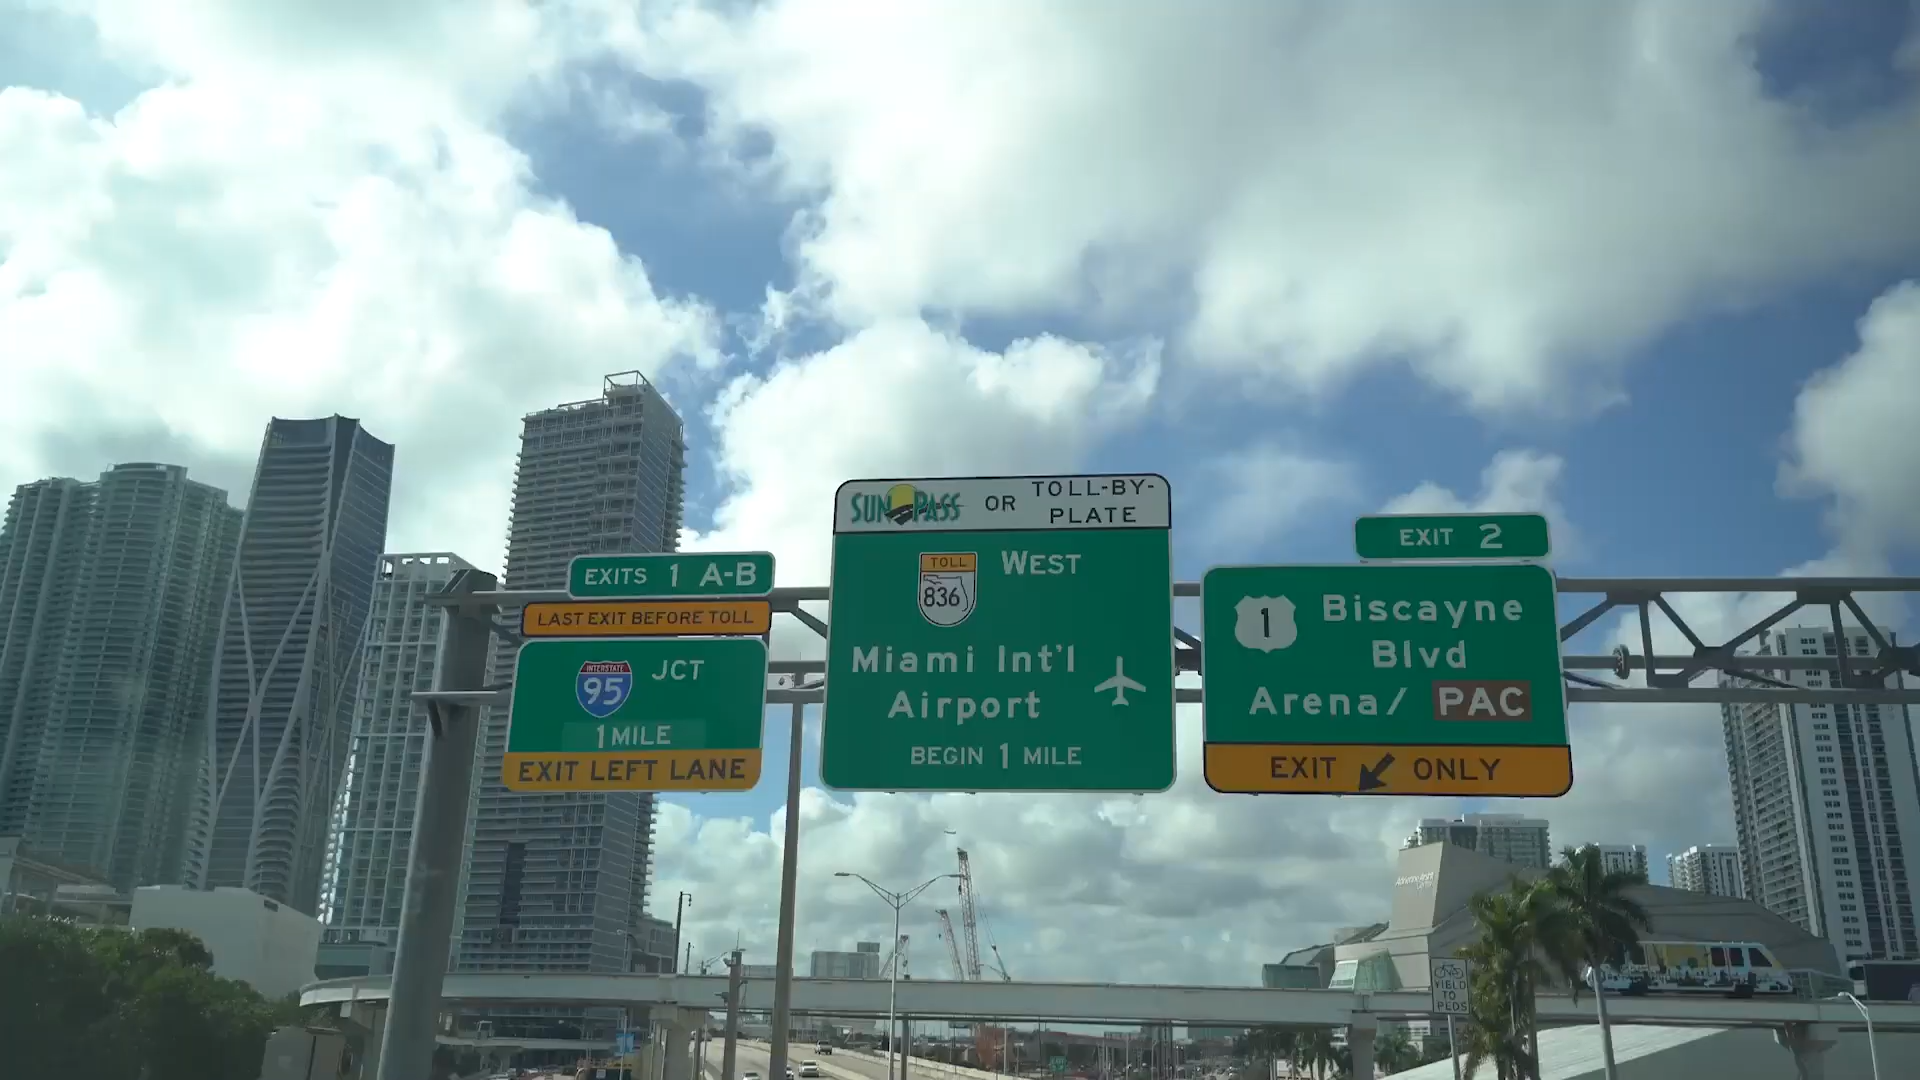 EXITS 1 A-B
LAST EXIT BEFORE TOLL
INTERSTATE
95
JCT
1 MILE
EXIT LEFT LANE
SUNPASS OR TOLL-BY-
PLATE
TOLL
836
WEST
Miami Int'l
Airport
BEGIN 1 MILE
EXIT 2
1
Biscayne
Blvd
Arena/ PAC
EXIT ONLY
YIELD
TO
PEDS